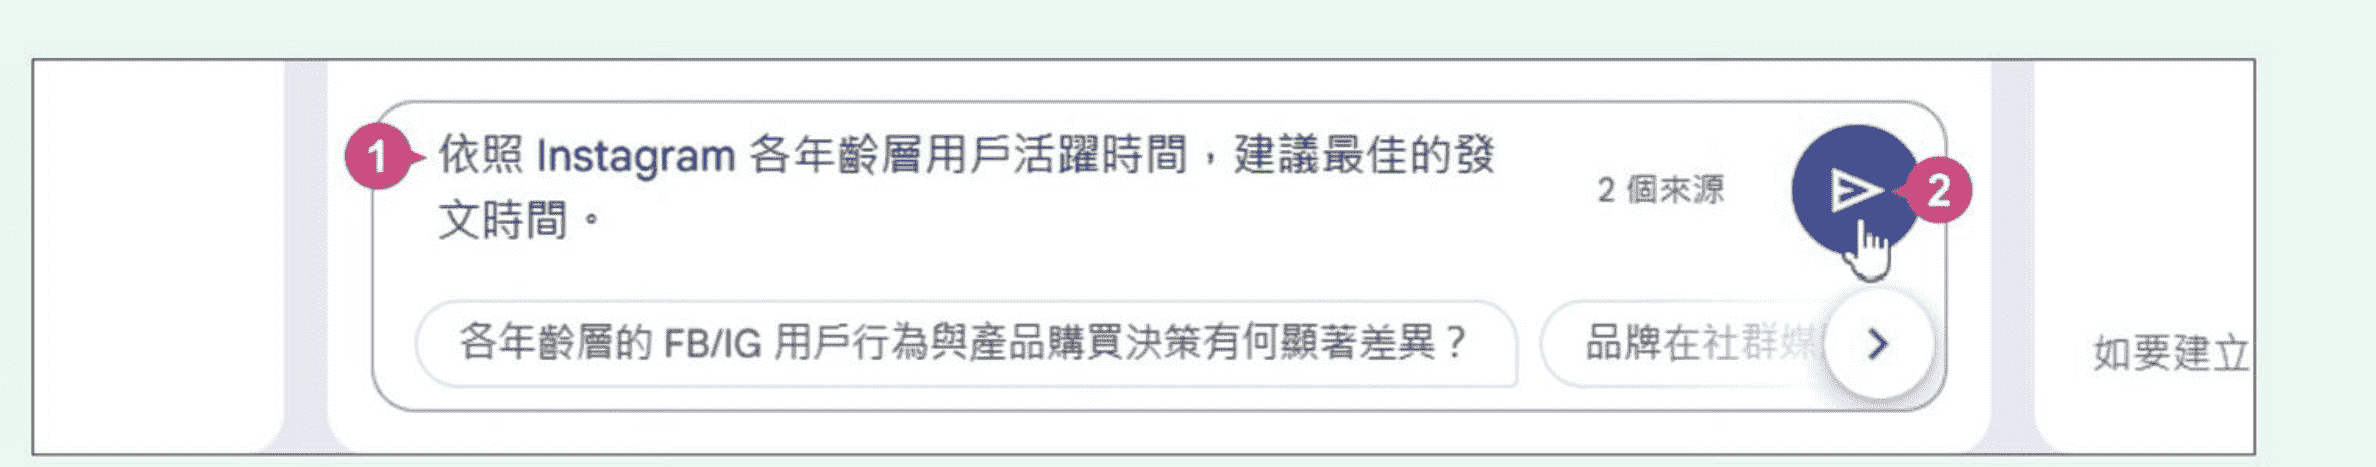 1
依照 Instagram 各年齡層用戶活躍時間，建議最佳的發
文時間。
2 個來源
2
各年齡層的 FB/IG 用戶行為與產品購買決策有何顯著差異？
品牌在社群媒
如要建立